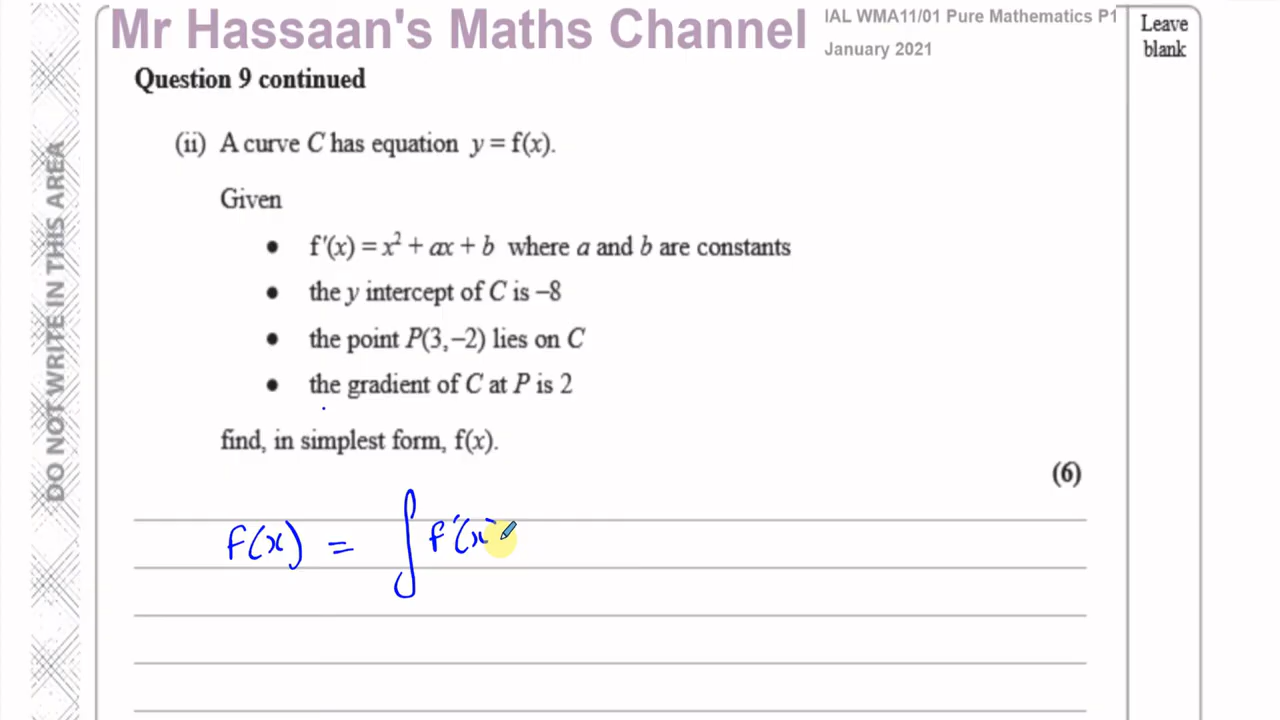 Mr Hassaan's Maths Channel
IAL WMA11/01 Pure Mathematics P1
January 2021
Leave
blank
DO NOT WRITE IN THIS AREA
Question 9 continued
(ii) A curve C has equation y = f(x).
Given
• f′(x) = x² + ax + b where a and b are constants
• the y intercept of C is –8
• the point P(3,–2) lies on C
• the gradient of C at P is 2
find, in simplest form, f(x).
(6)
f(x) = ∫ f′(x)